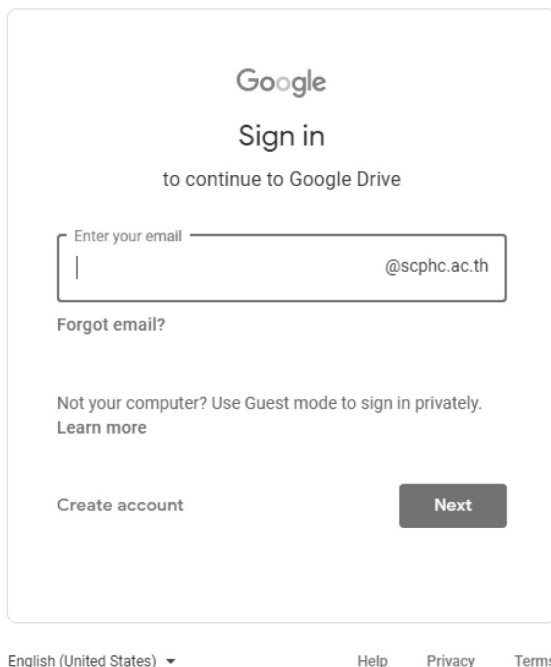 Google
Sign in
to continue to Google Drive
Enter your email
@scphc.ac.th
Forgot email?
Not your computer? Use Guest mode to sign in privately.
Learn more
Create account
Next
English (United States)
Help
Privacy
Terms